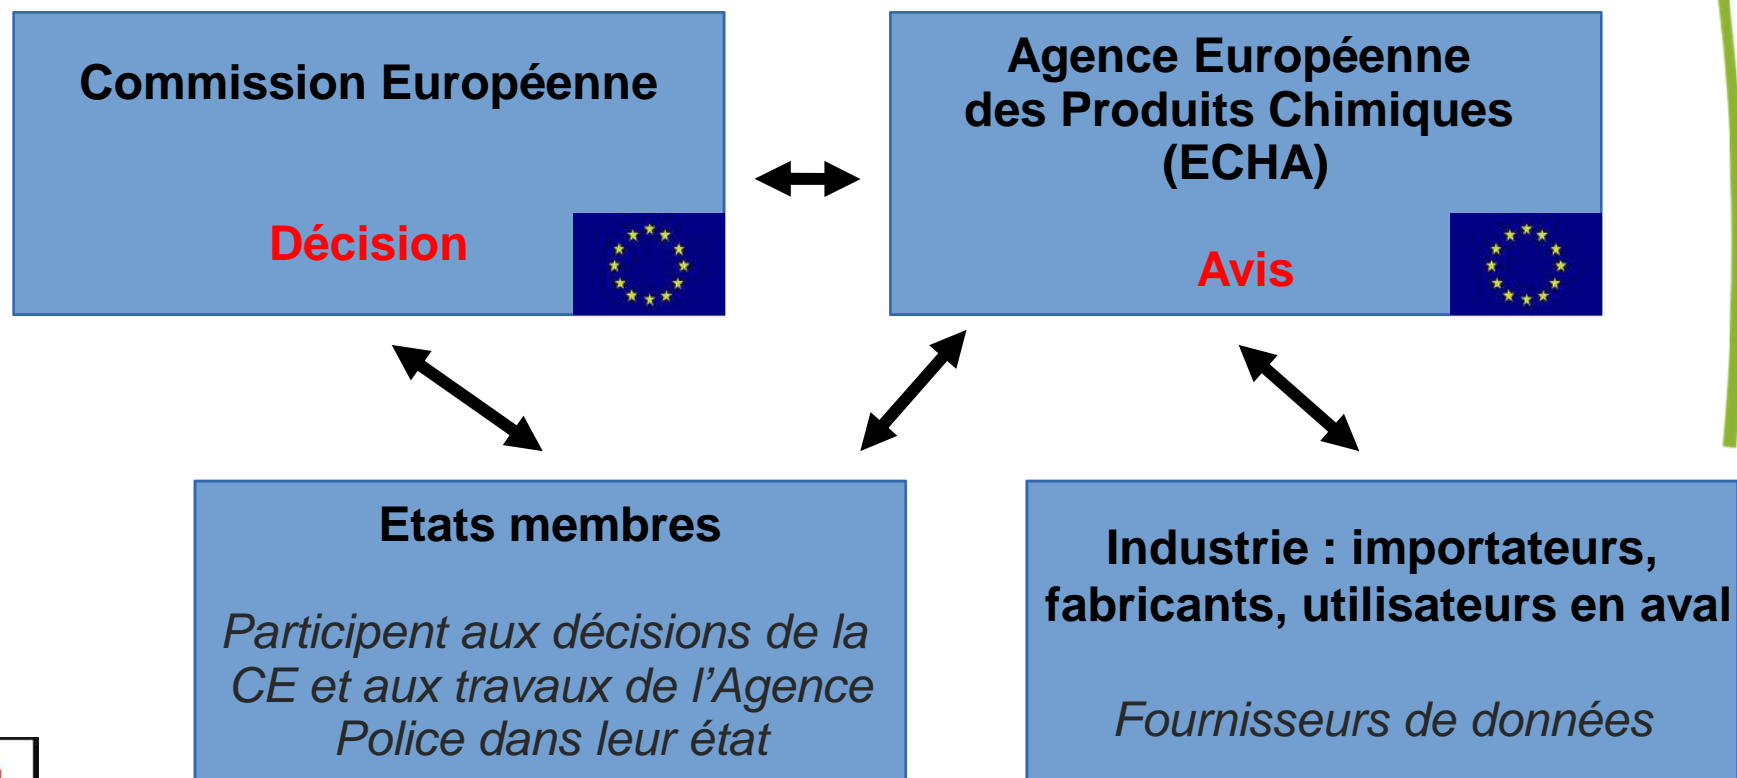 Commission Européenne
Décision
Agence Européenne
des Produits Chimiques
(ECHA)
Avis
Etats membres
Participent aux décisions de la
CE et aux travaux de l’Agence
Police dans leur état
Industrie : importateurs,
fabricants, utilisateurs en aval
Fournisseurs de données